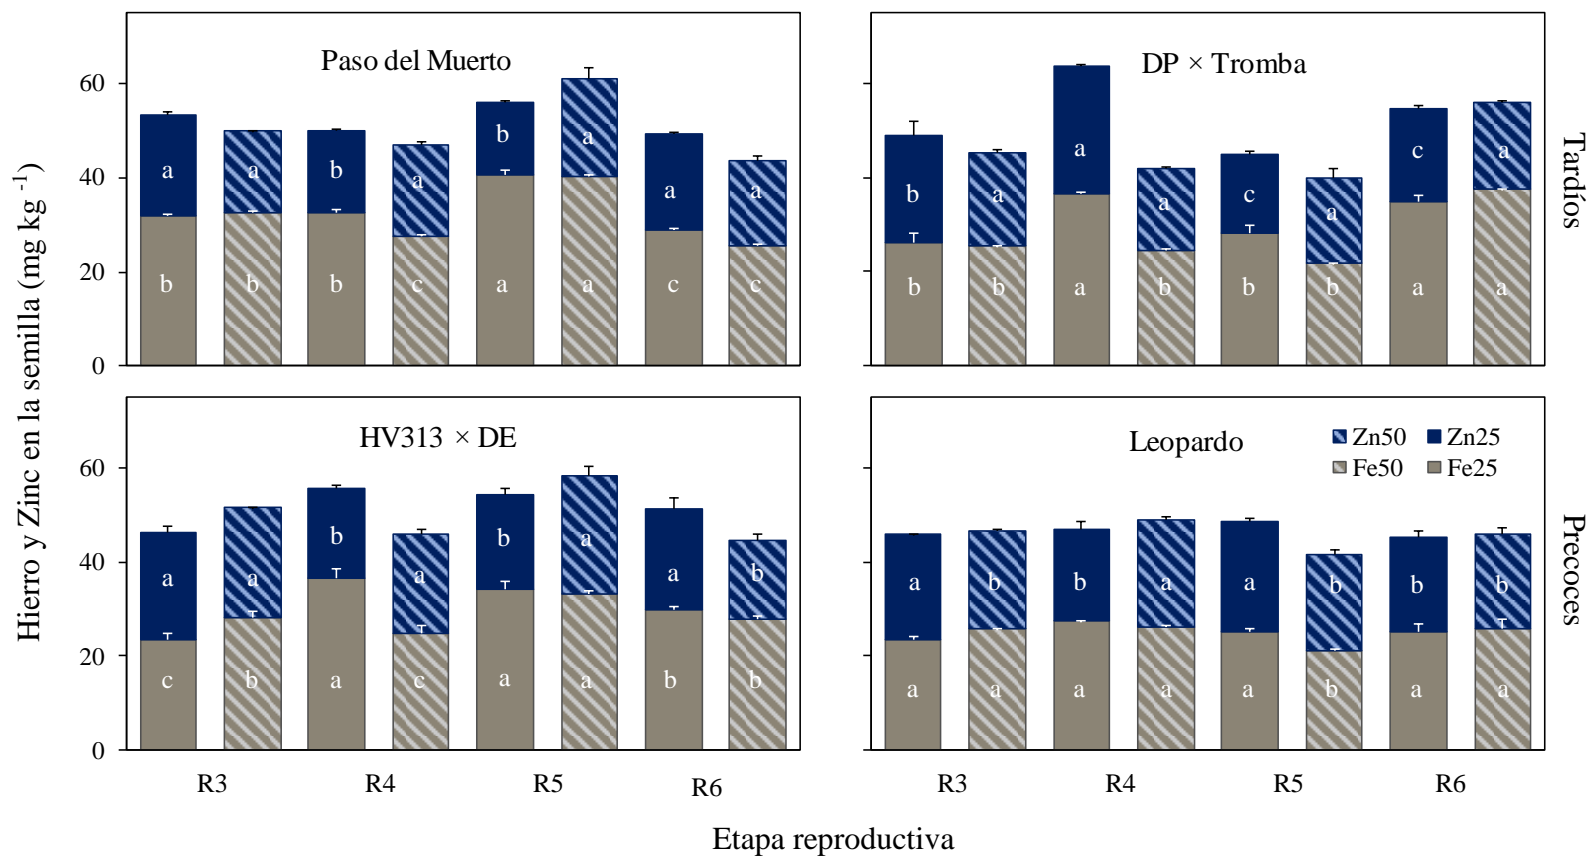 Hierro y Zinc en la semilla (mg kg -1)
Paso del Muerto
60
40
20
0
a a b a b a a a
b b b c a a c c
DP × Tromba
b a a a c a c a
b b a b b b a a
Tardíos
HV313 × DE
60
40
20
0
a a b a b a a b
c b a c a a b b
Leopardo
Zn50 Zn25
Fe50 Fe25
a b b a a b b b
a a a a a b a a
Precoces
R3 R4 R5 R6
R3 R4 R5 R6
Etapa reproductiva